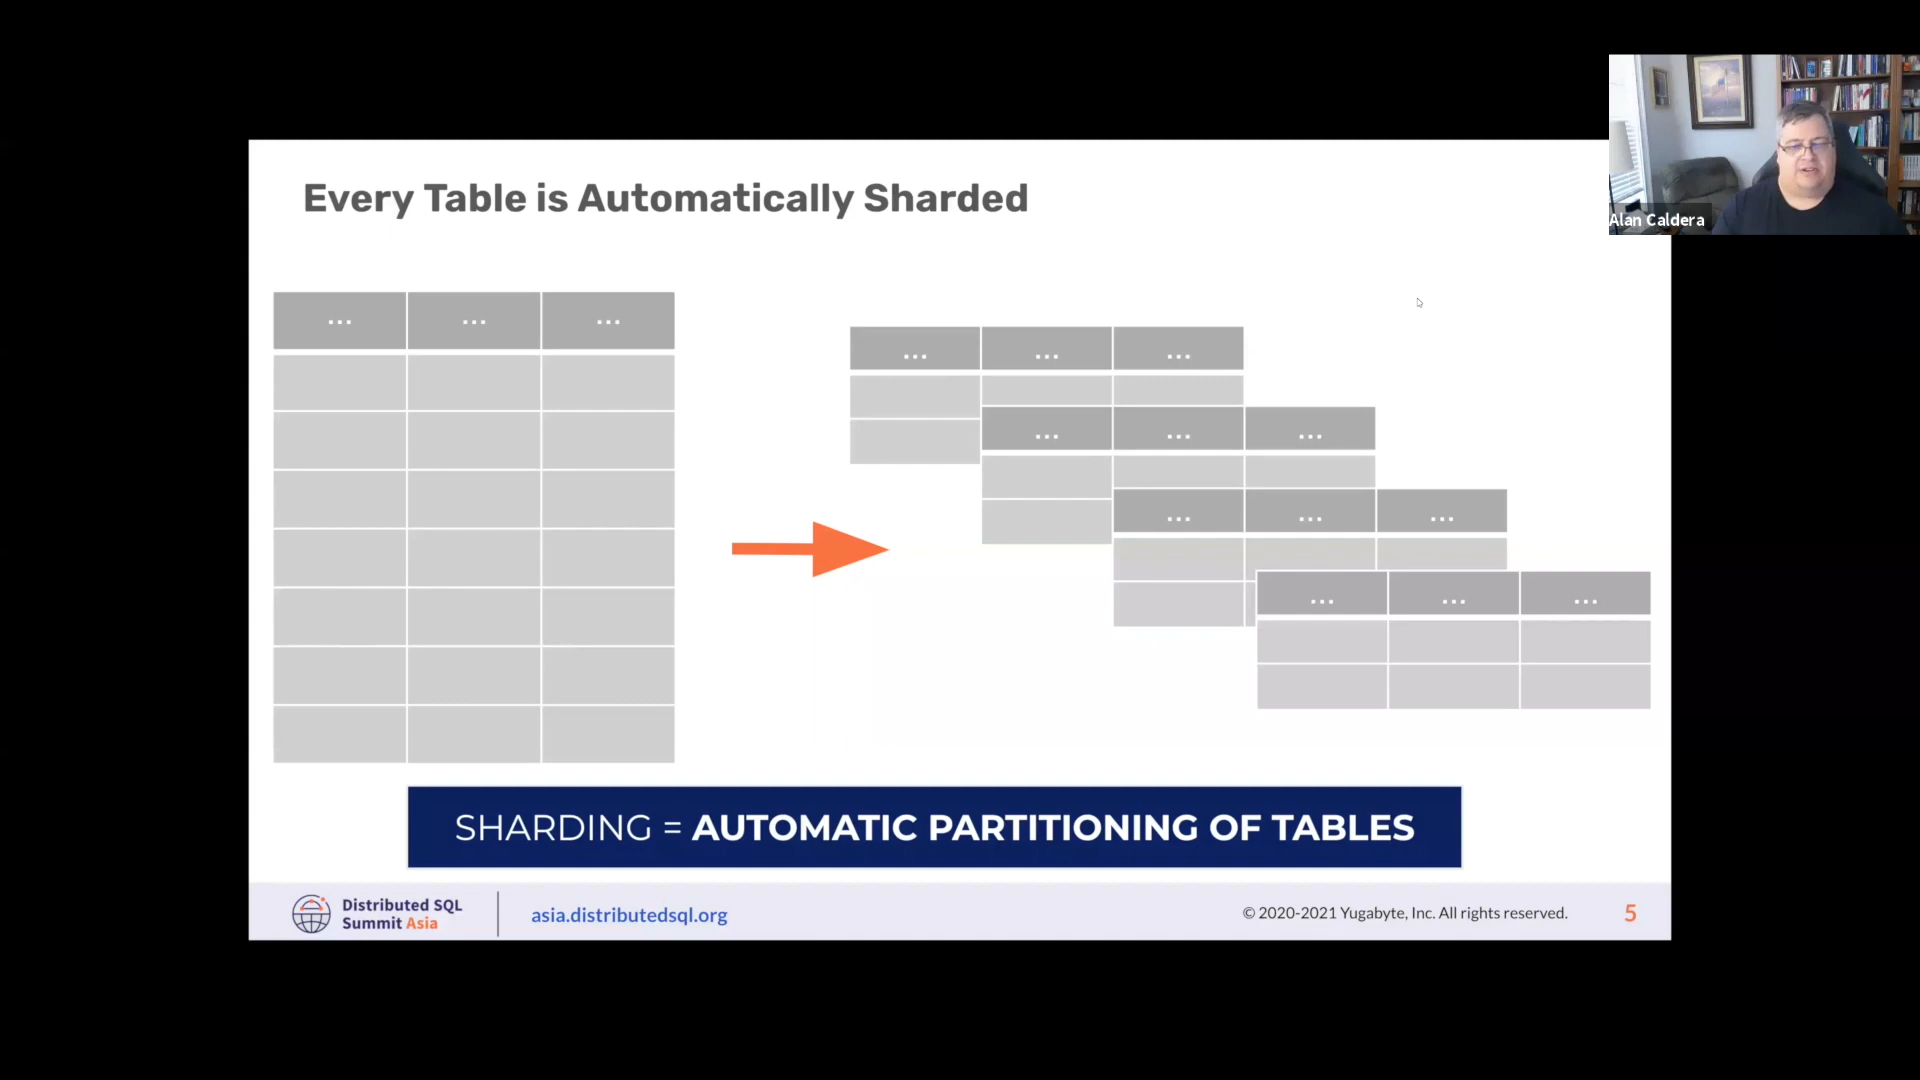 Every Table is Automatically Sharded
Alan Caldera
... ... ...
... ... ...
... ... ...
... ... ...
... ... ...
SHARDING = AUTOMATIC PARTITIONING OF TABLES
Distributed SQL
Summit Asia
asia.distributedsql.org
© 2020-2021 Yugabyte, Inc. All rights reserved.
5